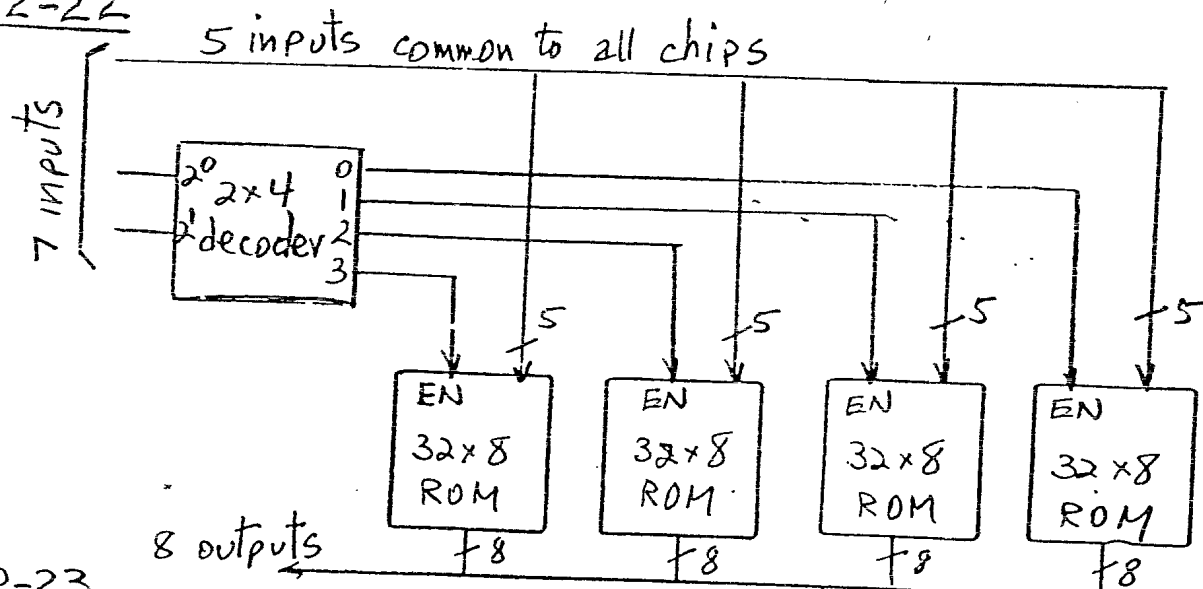 2-22
5 inputs common to all chips
7 inputs
2⁰ 2×4 0
1
2¹ decoder 2
3
5 5 5 5
EN EN EN EN
32×8 32×8 32×8 32×8
ROM ROM ROM ROM
8 outputs 8 8 8 8
2-23